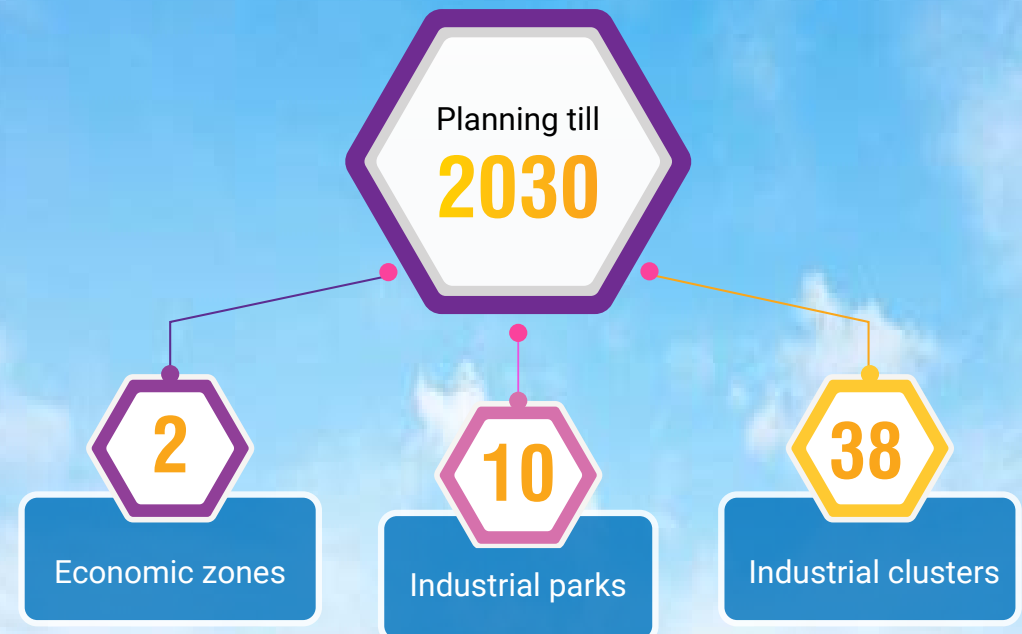 Planning till
2030
2
Economic zones
10
Industrial parks
38
Industrial clusters